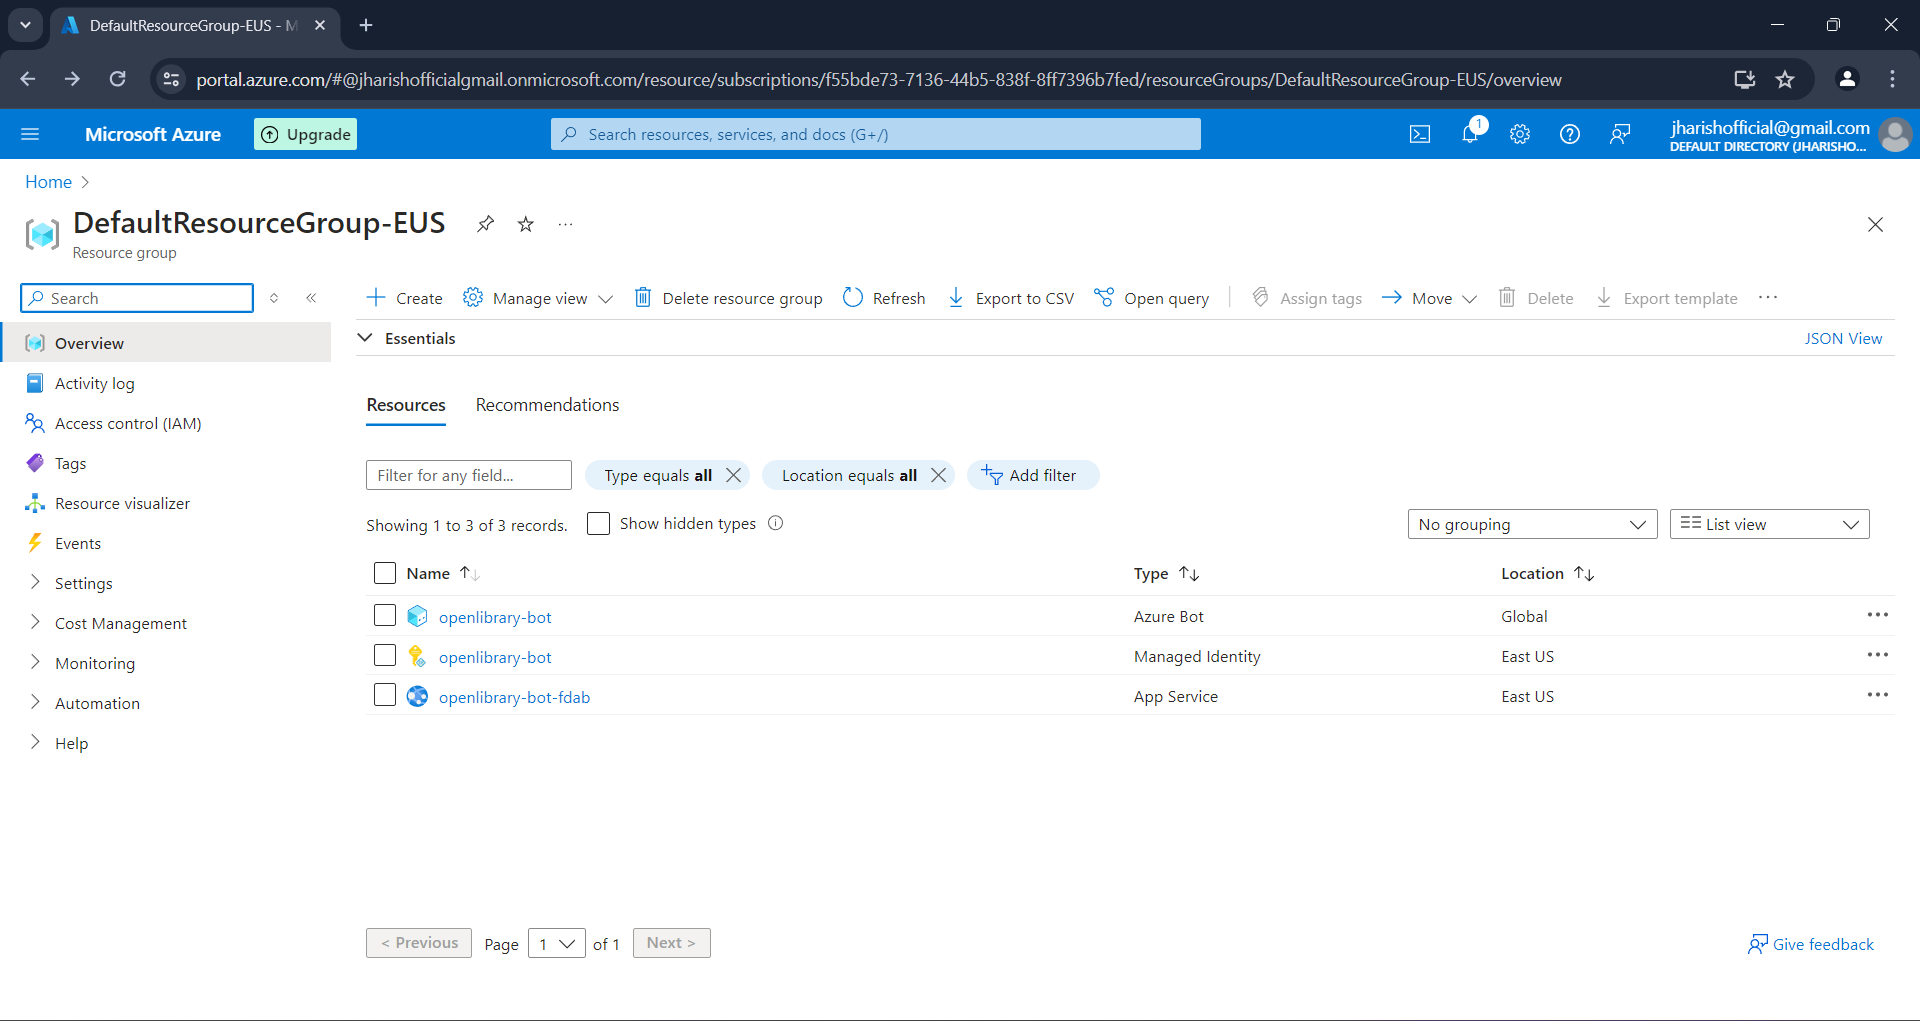 DefaultResourceGroup-EUS - M
portal.azure.com/#@jharishofficialgmail.onmicrosoft.com/resource/subscriptions/f55bde73-7136-44b5-838f-8ff7396b7fed/resourceGroups/DefaultResourceGroup-EUS/overview
Microsoft Azure Upgrade Search resources, services, and docs (G+/) 1 jharishofficial@gmail.com
DEFAULT DIRECTORY (JHARISHO...
Home
DefaultResourceGroup-EUS
Resource group
Search
Create Manage view Delete resource group Refresh Export to CSV Open query Assign tags Move Delete Export template
Essentials JSON View
Overview
Activity log
Access control (IAM)
Tags
Resource visualizer
Events
Settings
Cost Management
Monitoring
Automation
Help
Resources Recommendations
Filter for any field... Type equals all Location equals all Add filter
Showing 1 to 3 of 3 records. Show hidden types No grouping List view
Name Type Location
openlibrary-bot Azure Bot Global
openlibrary-bot Managed Identity East US
openlibrary-bot-fdab App Service East US
< Previous Page 1 of 1 Next > Give feedback